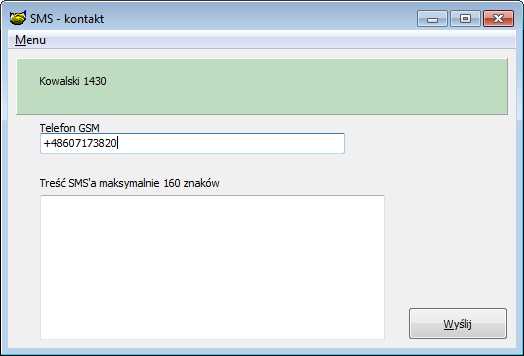 SMS - kontakt
Menu
Kowalski 1430
Telefon GSM
+48607173820
Treść SMS'a maksymalnie 160 znaków
Wyślij